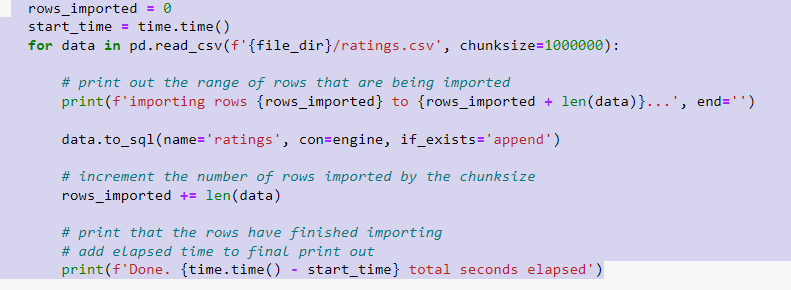 rows_imported = 0
start_time = time.time()
for data in pd.read_csv(f'{file_dir}/ratings.csv', chunksize=1000000):
# print out the range of rows that are being imported
print(f'importing rows {rows_imported} to {rows_imported + len(data)}...', end='')
data.to_sql(name='ratings', con=engine, if_exists='append')
# increment the number of rows imported by the chunksize
rows_imported += len(data)
# print that the rows have finished importing
# add elapsed time to final print out
print(f'Done. {time.time() - start_time} total seconds elapsed')